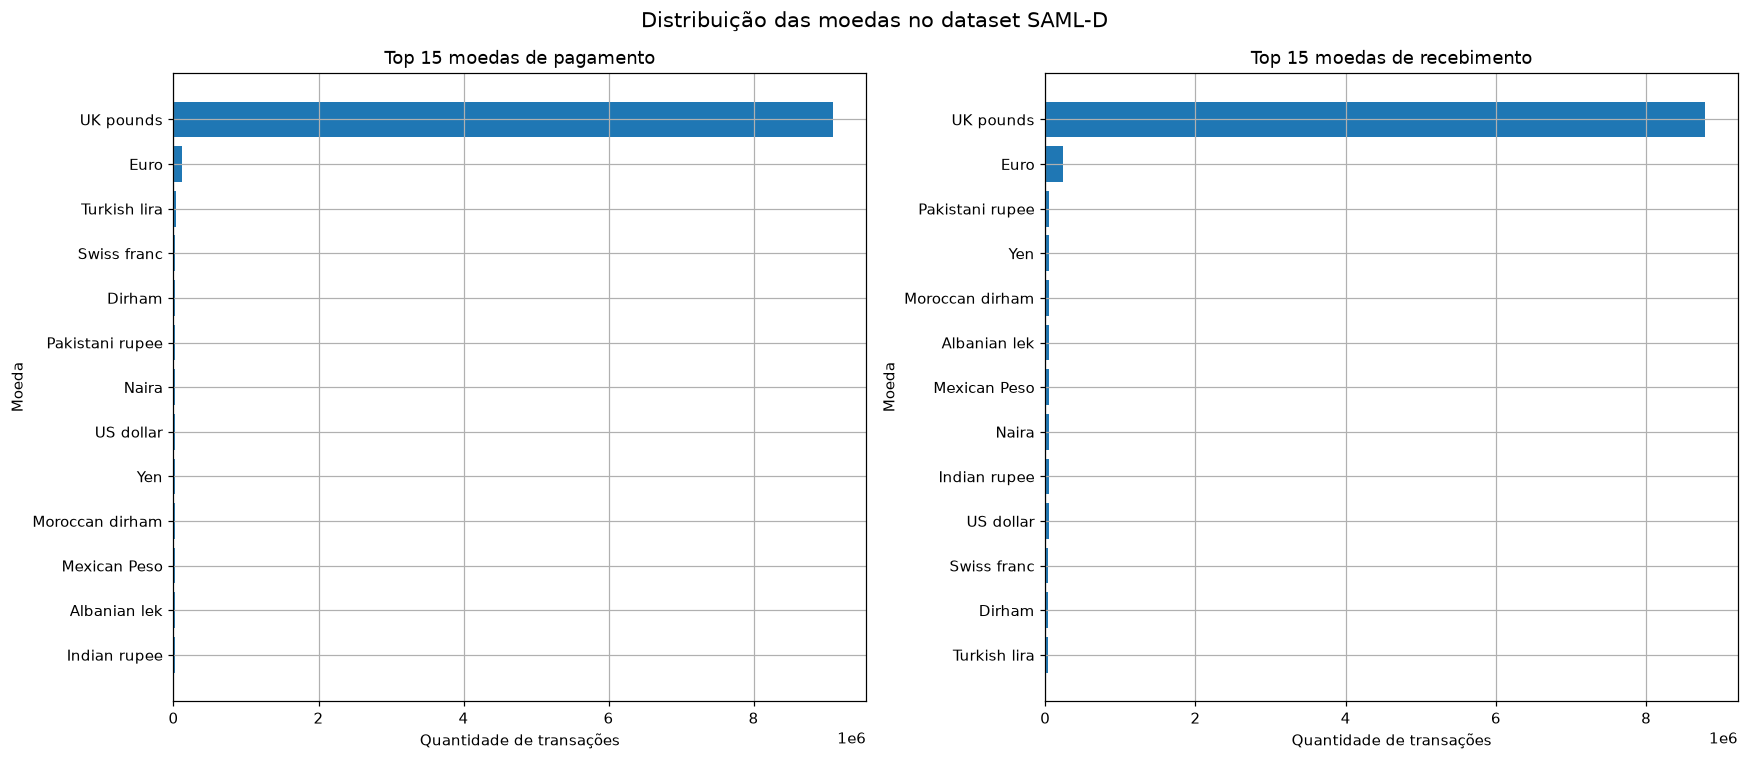 Distribuição das moedas no dataset SAML-D
Top 15 moedas de pagamento
Moeda
UK pounds
Euro
Turkish lira
Swiss franc
Dirham
Pakistani rupee
Naira
US dollar
Yen
Moroccan dirham
Mexican Peso
Albanian lek
Indian rupee
0 2 4 6 8
1e6
Quantidade de transações
Top 15 moedas de recebimento
Moeda
UK pounds
Euro
Pakistani rupee
Yen
Moroccan dirham
Albanian lek
Mexican Peso
Naira
Indian rupee
US dollar
Swiss franc
Dirham
Turkish lira
0 2 4 6 8
1e6
Quantidade de transações